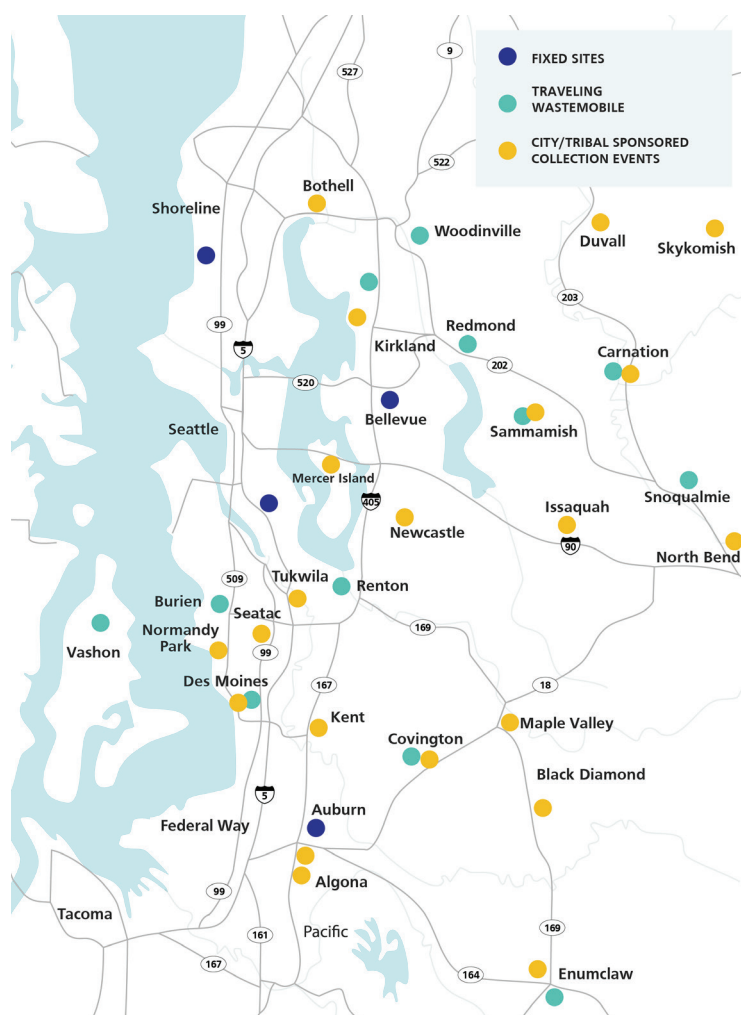 9
FIXED SITES
527
TRAVELING
WASTEMOBILE
CITY/TRIBAL SPONSORED
COLLECTION EVENTS
522
Bothell
Shoreline
Woodinville
Duvall
Skykomish
203
99
5
Redmond
Kirkland
Carnation
202
520
Bellevue
Seattle
Sammamish
Mercer Island
405
Snoqualmie
Issaquah
Newcastle
90
North Bend
Tukwila
509
Renton
Burien
Seatac
169
Normandy
Park
99
Vashon
Des Moines
167
18
Kent
Maple Valley
Covington
Black Diamond
5
Auburn
Federal Way
Algona
99
Tacoma
161
Pacific
169
167
164
Enumclaw